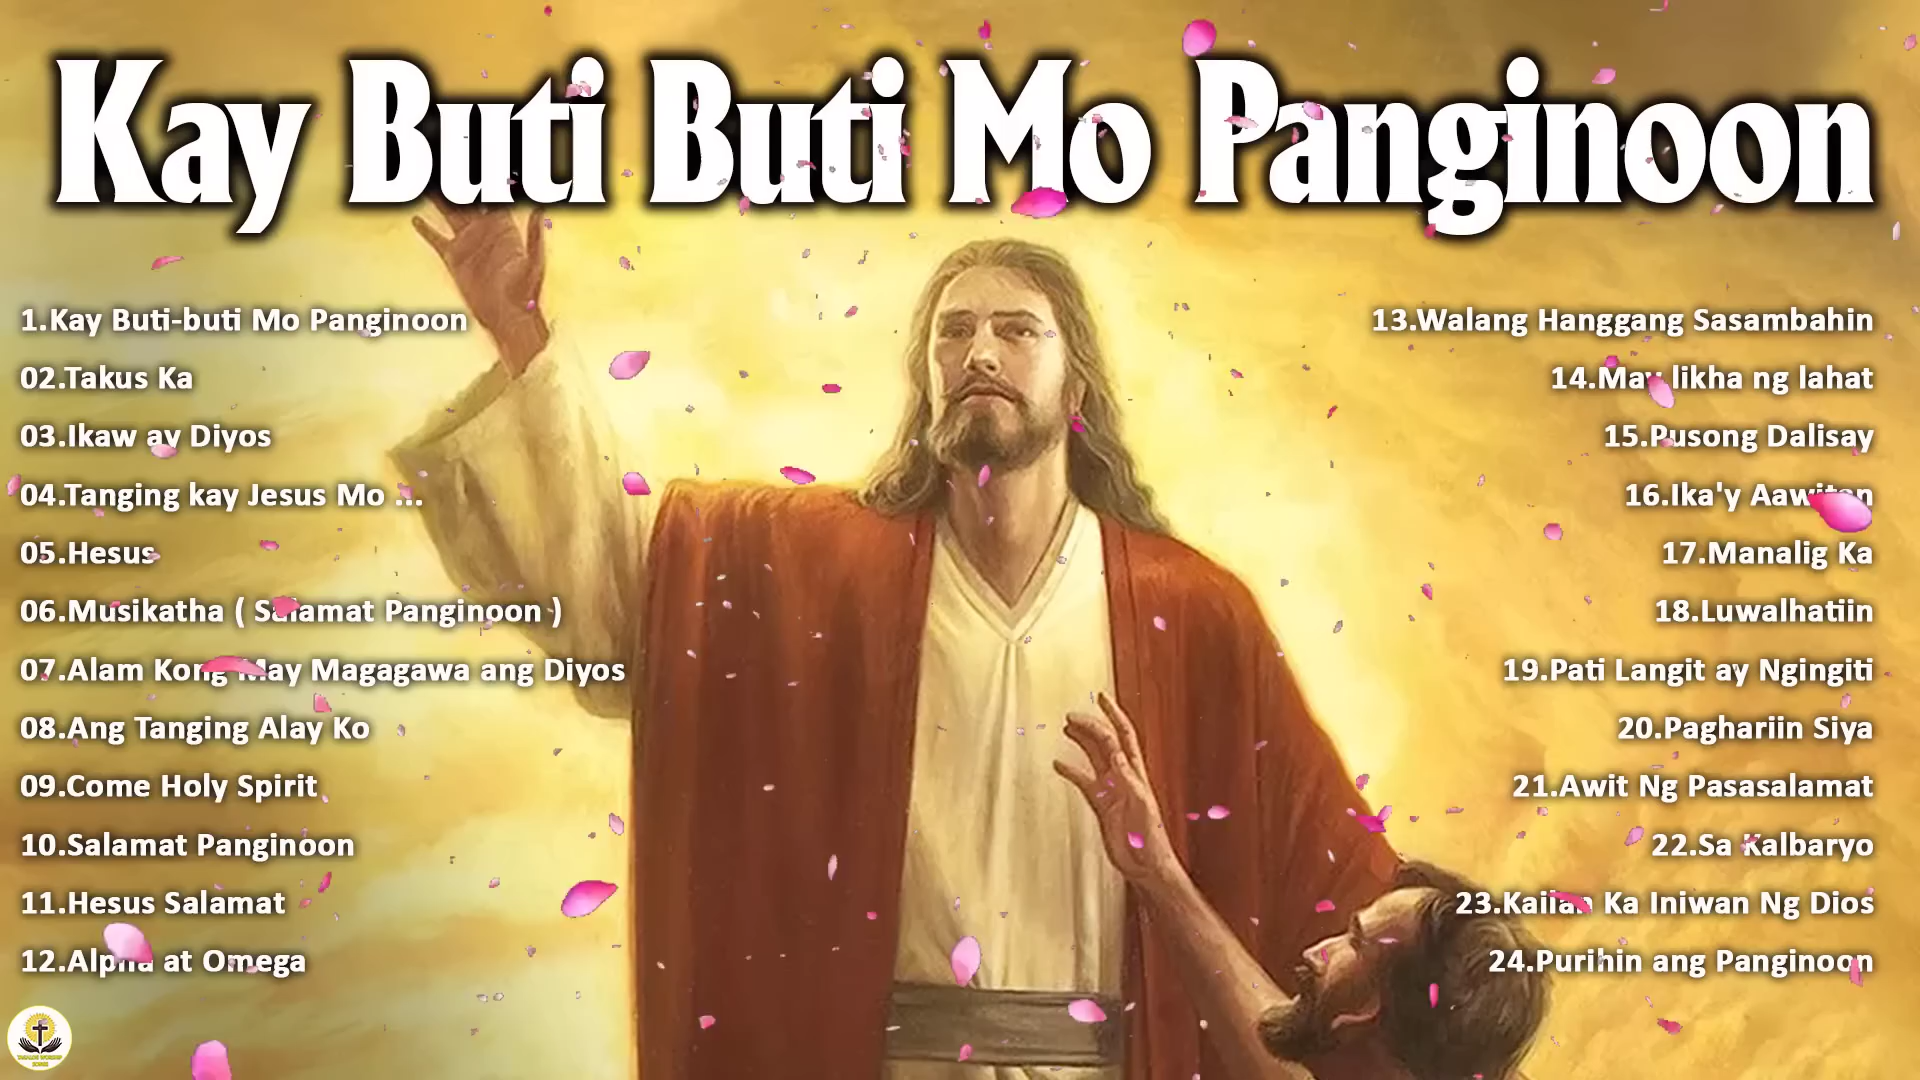 Kay Buti Buti Mo Panginoon
1.Kay Buti-buti Mo Panginoon
02.Takus Ka
03.Ikaw ay Diyos
04.Tanging kay Jesus Mo ...
05.Hesus
06.Musikatha ( Salamat Panginoon )
07.Alam Kong May Magagawa ang Diyos
08.Ang Tanging Alay Ko
09.Come Holy Spirit
10.Salamat Panginoon
11.Hesus Salamat
12.Alpha at Omega
13.Walang Hanggang Sasambahin
14.May likha ng lahat
15.Pusong Dalisay
16.Ika'y Aawitan
17.Manalig Ka
18.Luwalhatiin
19.Pati Langit ay Ngingiti
20.Paghariin Siya
21.Awit Ng Pasasalamat
22.Sa Kalbaryo
23.Kailan Ka Iniwan Ng Dios
24.Purihin ang Panginoon